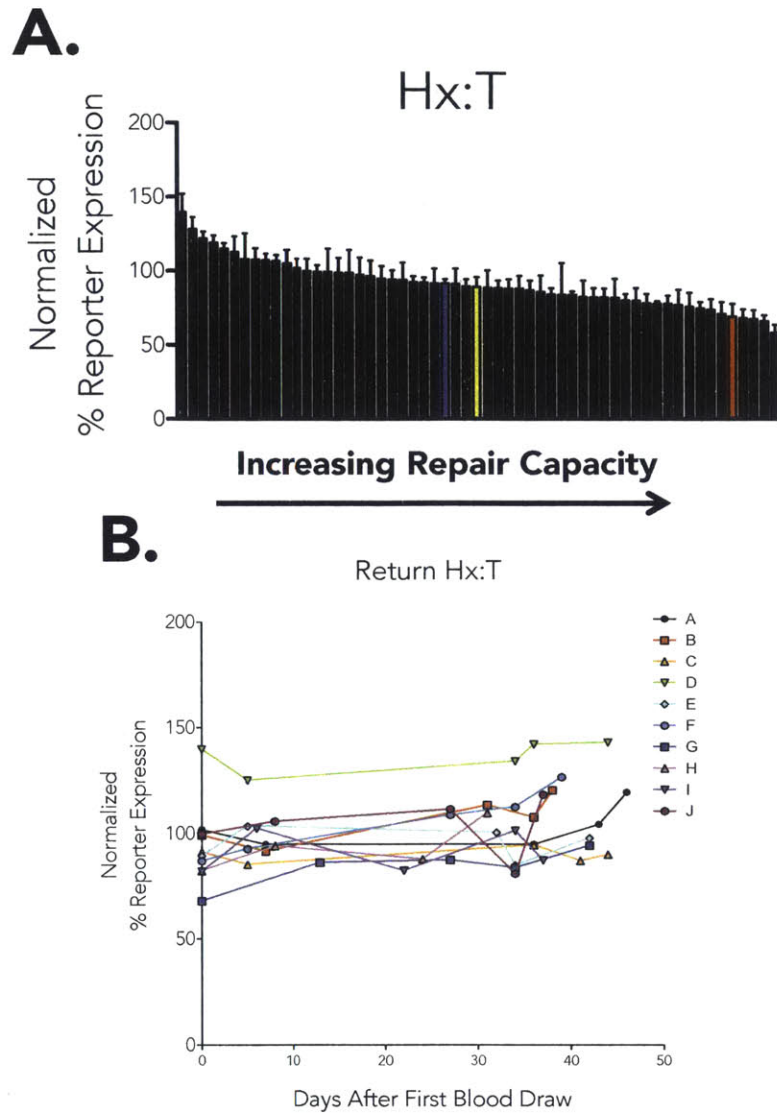 A.
Hx:T
Normalized
% Reporter Expression
200
150
100
50
0
Increasing Repair Capacity
B.
Return Hx:T
Normalized
% Reporter Expression
200
150
100
50
0
0 10 20 30 40 50
Days After First Blood Draw
A
B
C
D
E
F
G
H
I
J